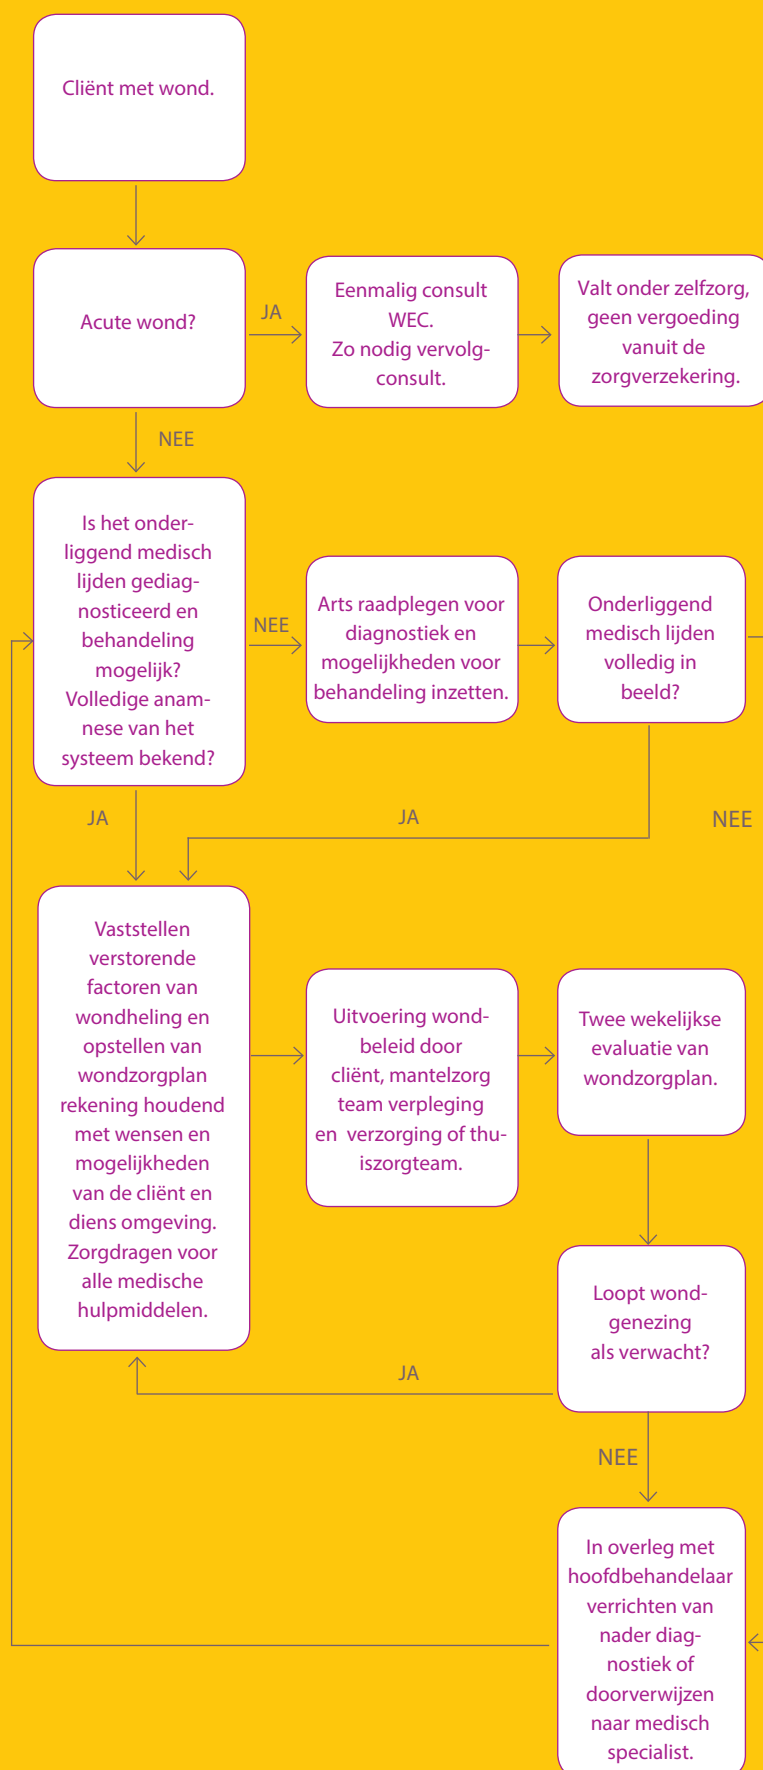 Cliënt met wond.
Acute wond?
JA
Eenmalig consult
WEC.
Zo nodig vervolg-
consult.
Valt onder zelfzorg,
geen vergoeding
vanuit de
zorgverzekering.
NEE
Is het onder-
liggend medisch
lijden gediag-
nosticeerd en
behandeling
mogelijk?
Volledige anam-
nese van het
systeem bekend?
NEE
Arts raadplegen voor
diagnostiek en
mogelijkheden voor
behandeling inzetten.
Onderliggend
medisch lijden
volledig in
beeld?
JA
JA
NEE
Vaststellen
verstorende
factoren van
wondheling en
opstellen van
wondzorgplan
rekening houdend
met wensen en
mogelijkheden
van de cliënt en
diens omgeving.
Zorgdragen voor
alle medische
hulpmiddelen.
Uitvoering wond-
beleid door
cliënt, mantelzorg
team verpleging
en verzorging of thu-
iszorgteam.
Twee wekelijkse
evaluatie van
wondzorgplan.
Loopt wond-
genezing
als verwacht?
JA
NEE
In overleg met
hoofdbehandelaar
verrichten van
nader diag-
nostiek of
doorverwijzen
naar medisch
specialist.